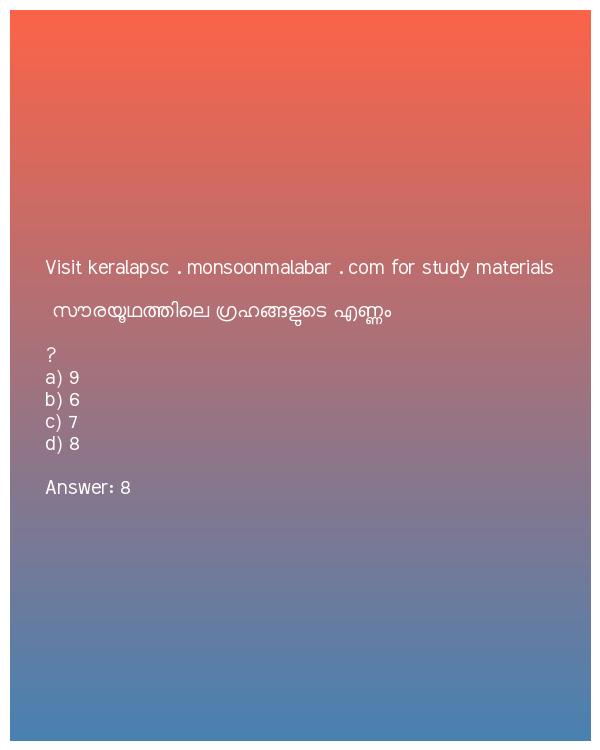 Visit keralapsc . monsoonmalabar . com for study materials
സൗരയൂഥത്തിലെ ഗ്രഹങ്ങളുടെ എണ്ണം
?
a) 9
b) 6
c) 7
d) 8
Answer: 8